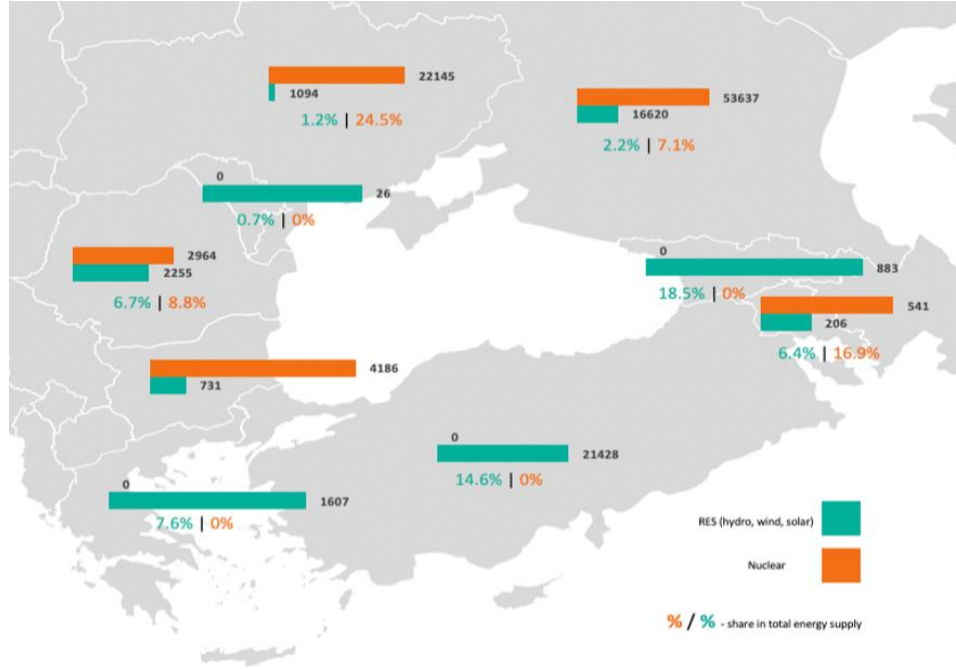 22145
1094
1.2% | 24.5%
53637
16620
2.2% | 7.1%
0
26
0.7% | 0%
2964
2255
6.7% | 8.8%
0
883
18.5% | 0%
541
206
6.4% | 16.9%
4186
731
0
21428
14.6% | 0%
0
1607
7.6% | 0%
RES (hydro, wind, solar)
Nuclear
% / % - share in total energy supply